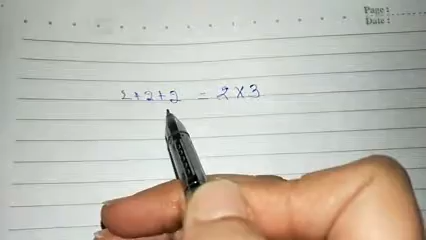 Page :
Date :
2+2+2 = 2×3